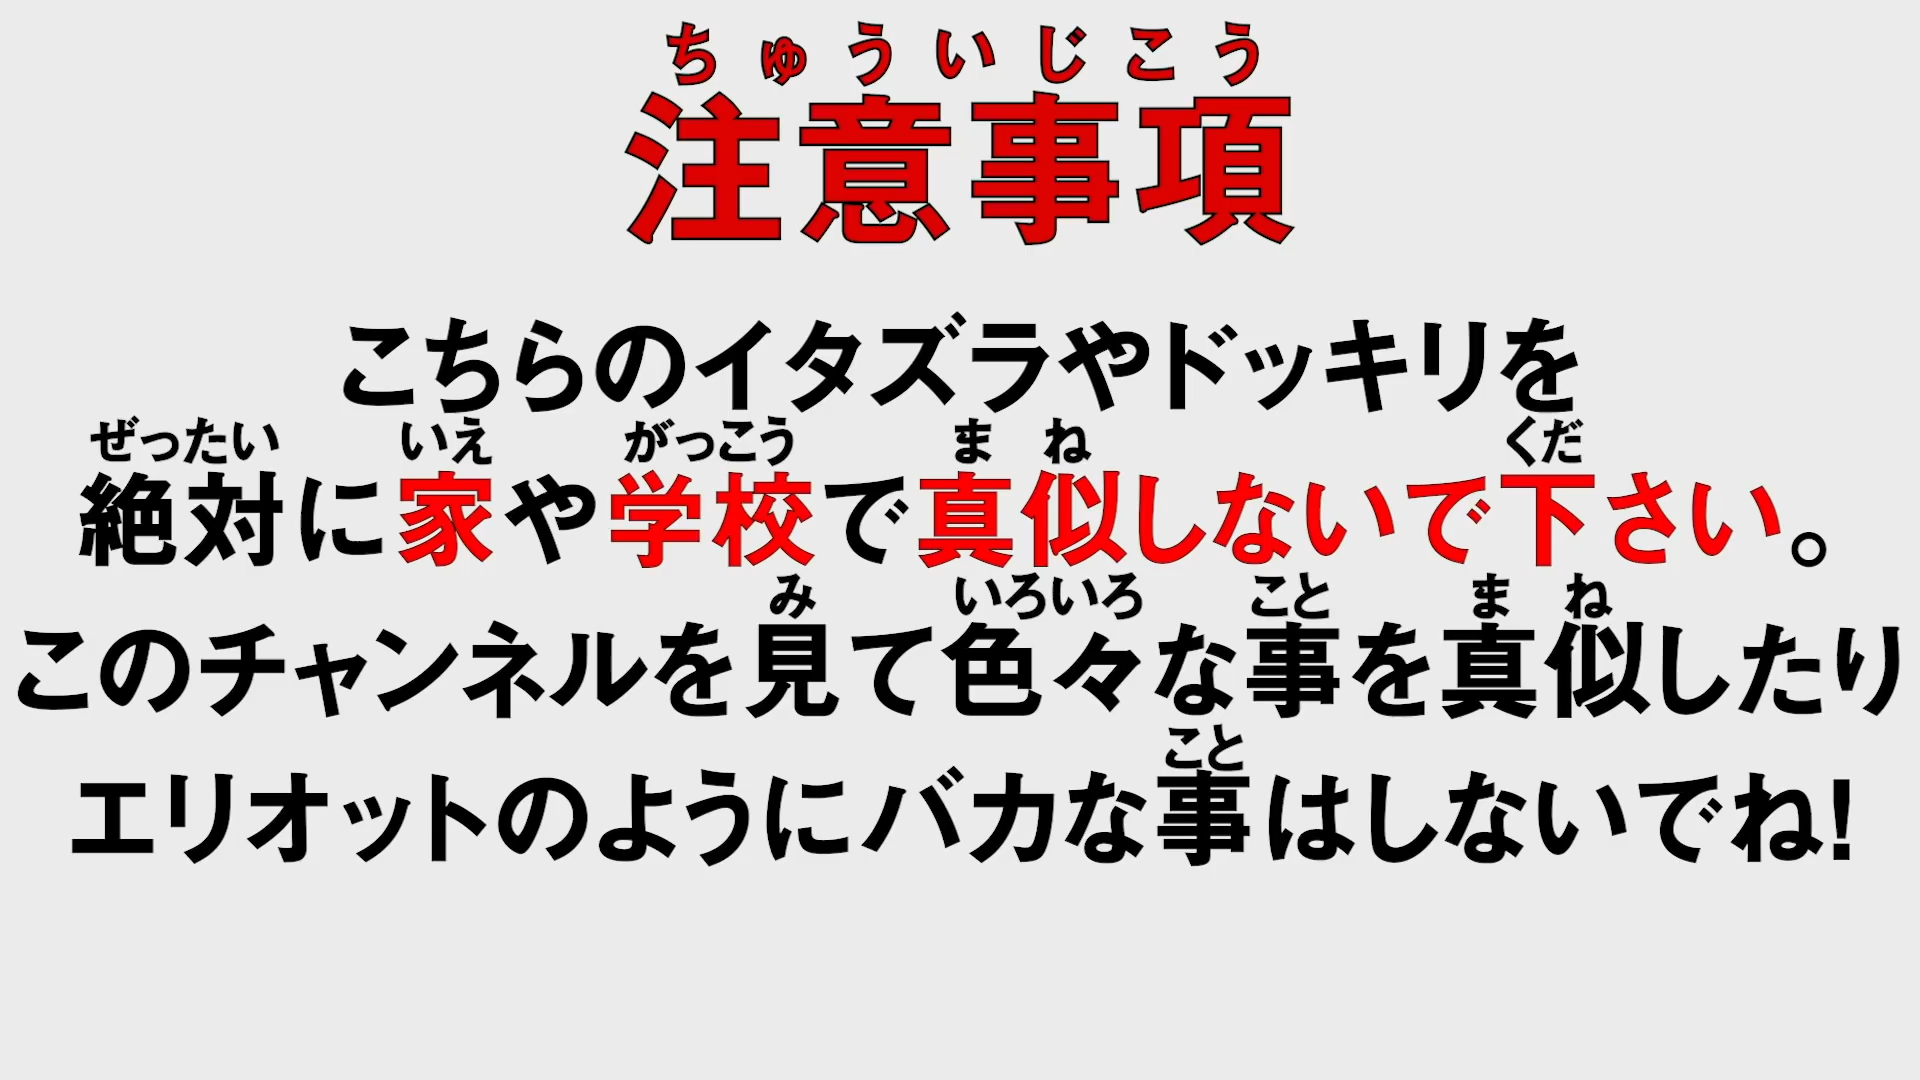 ちゅういじこう
注意事項
こちらのイタズラやドッキリを
ぜったい いえ がっこう ま ね くだ
絶対に家や学校で真似しないで下さい。
み いろいろ こと ま ね
このチャンネルを見て色々な事を真似したり
こと
エリオットのようにバカな事はしないでね!